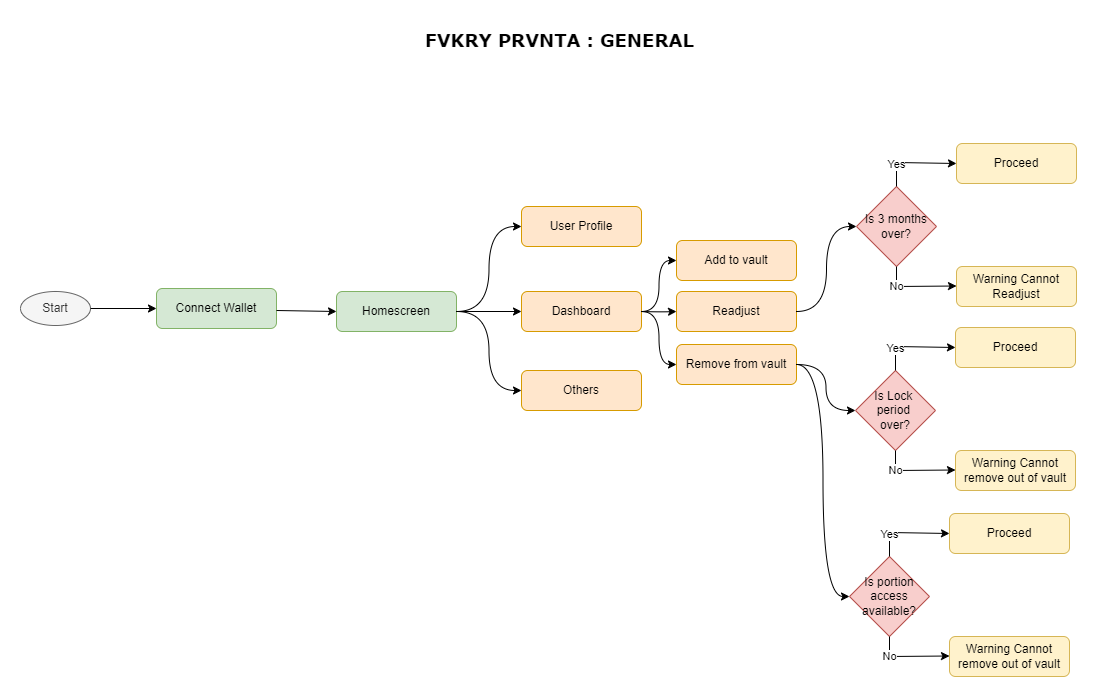 FVKRY PRVNTA : GENERAL
Start
Connect Wallet
Homescreen
User Profile
Dashboard
Others
Add to vault
Readjust
Remove from vault
Is 3 months
over?
Yes
Proceed
No
Warning Cannot
Readjust
Is Lock
period
over?
Yes
Proceed
No
Warning Cannot
remove out of vault
Is portion
access
available?
Yes
Proceed
No
Warning Cannot
remove out of vault